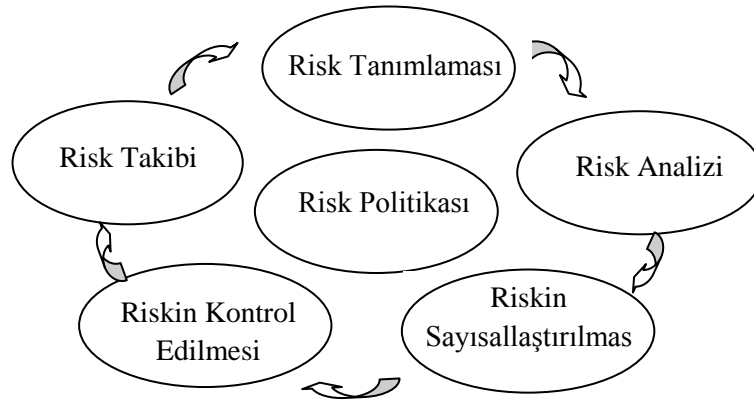 Risk Tanımlaması
Risk Takibi
Risk Analizi
Risk Politikası
Riskin Kontrol
Edilmesi
Riskin
Sayısallaştırılmas